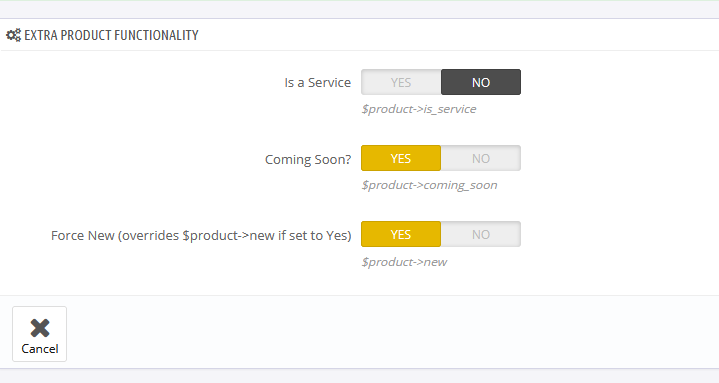 EXTRA PRODUCT FUNCTIONALITY
Is a Service YES NO
$product->is_service
Coming Soon? YES NO
$product->coming_soon
Force New (overrides $product->new if set to Yes) YES NO
$product->new
Cancel